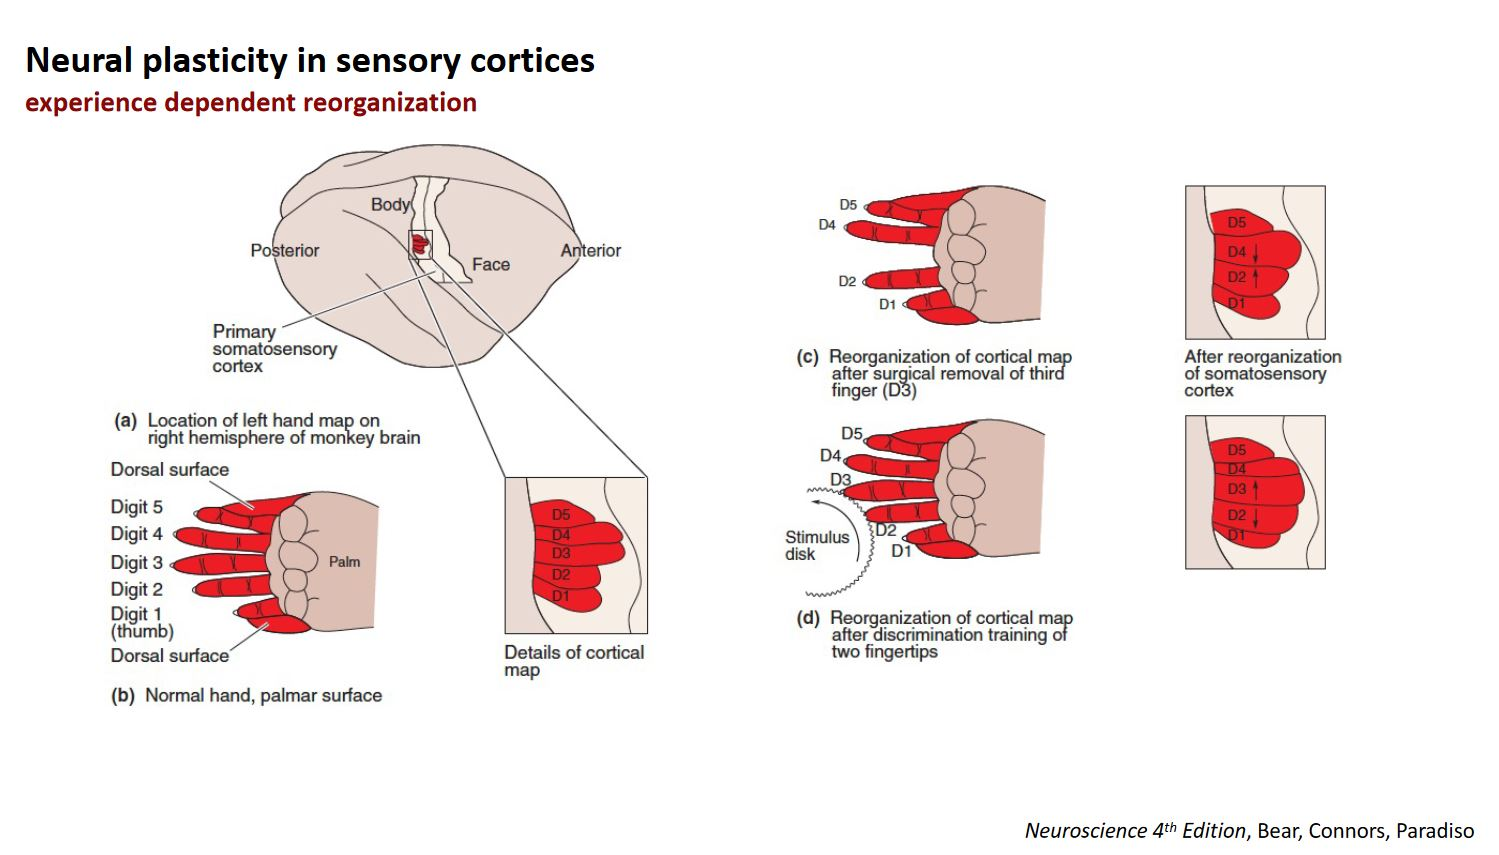 Neural plasticity in sensory cortices
experience dependent reorganization
Body
Posterior
Anterior
Face
Primary
somatosensory
cortex
(a) Location of left hand map on
right hemisphere of monkey brain
Dorsal surface
Digit 5
Digit 4
Digit 3
Palm
Digit 2
Digit 1
(thumb)
Dorsal surface
(b) Normal hand, palmar surface
D5
D4
D3
D2
D1
Details of cortical
map
D5
D4
D2
D1
(c) Reorganization of cortical map
after surgical removal of third
finger (D3)
D5
D4
D2
D1
After reorganization
of somatosensory
cortex
D5
D4
D3
D2
D1
Stimulus
disk
(d) Reorganization of cortical map
after discrimination training of
two fingertips
D5
D4
D3
D2
D1
Neuroscience 4th Edition, Bear, Connors, Paradiso